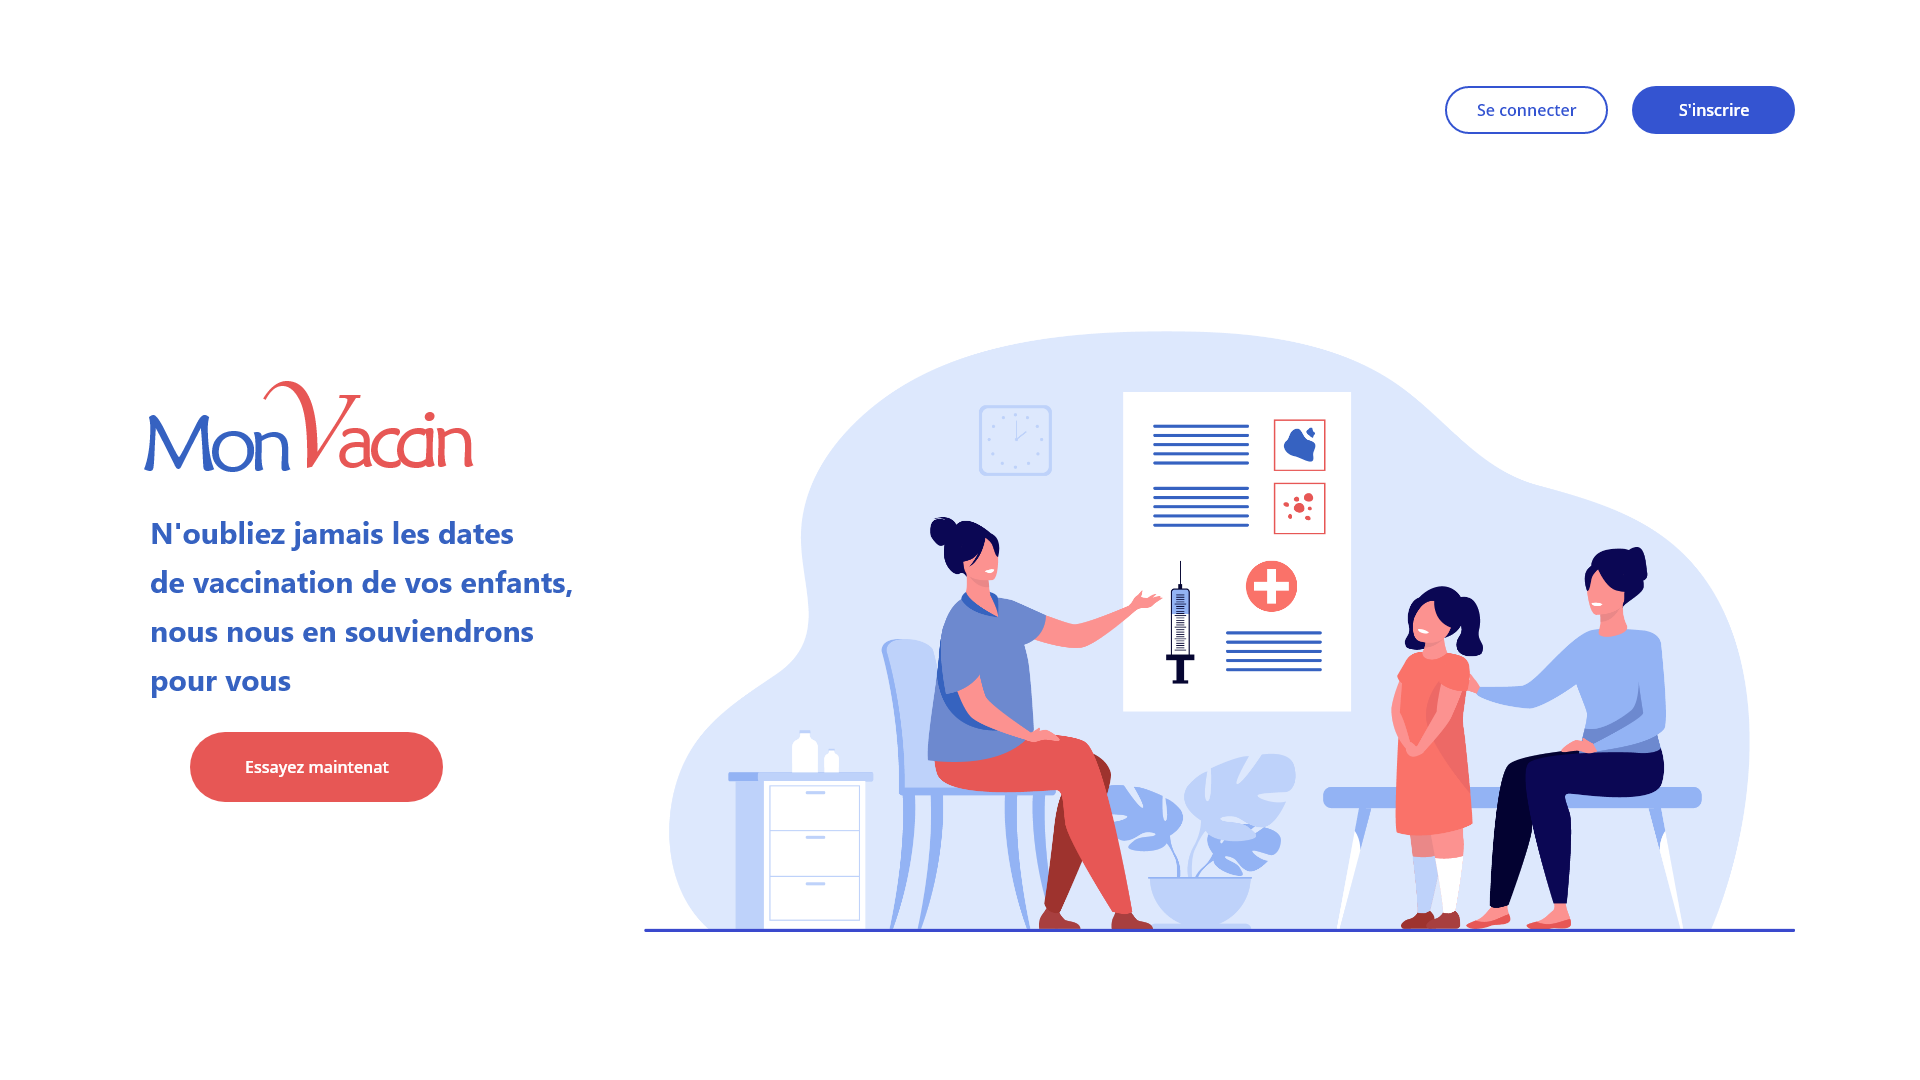 Se connecter
S'inscrire
MonVaccin
N'oubliez jamais les dates
de vaccination de vos enfants,
nous nous en souviendrons
pour vous
Essayez maintenat